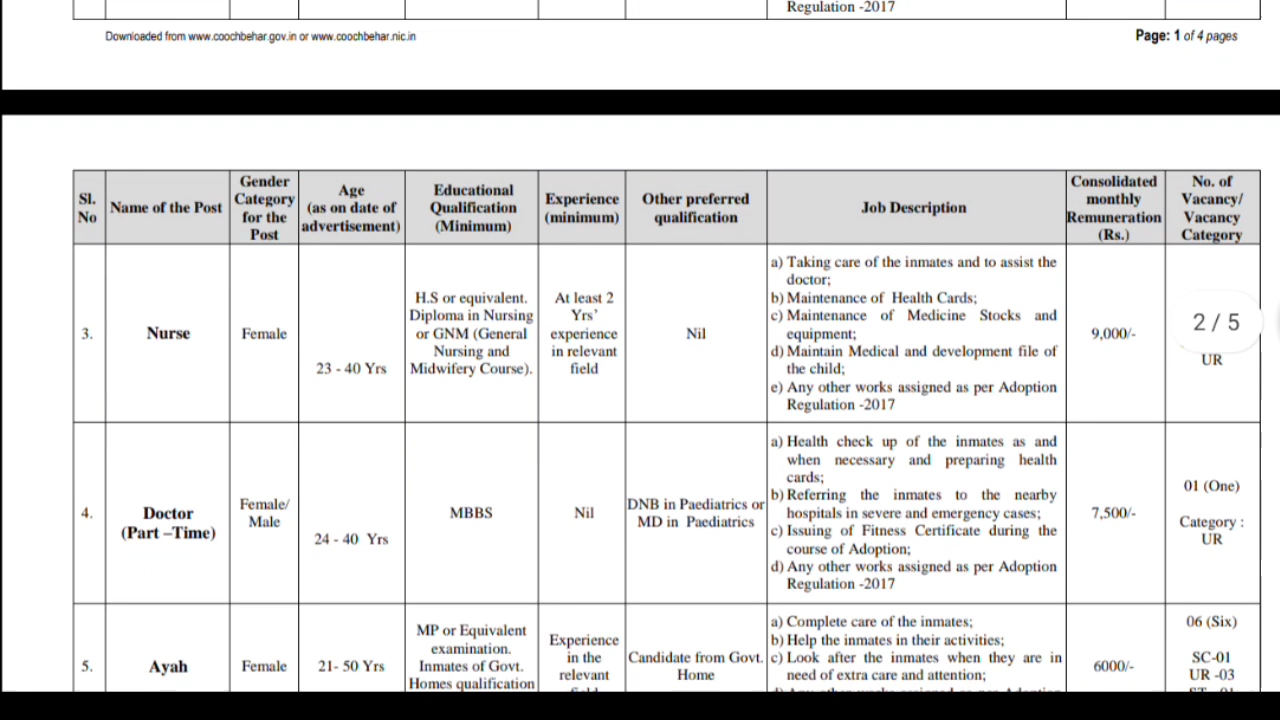 Regulation -2017
Downloaded from www.coochbehar.gov.in or www.coochbehar.nic.in
Page: 1 of 4 pages
Sl. No
Name of the Post
Gender Category for the Post
Age (as on date of advertisement)
Educational Qualification (Minimum)
Experience (minimum)
Other preferred qualification
Job Description
Consolidated monthly Remuneration (Rs.)
No. of Vacancy/ Vacancy Category
3.
Nurse
Female
23 - 40 Yrs
H.S or equivalent.
Diploma in Nursing
or GNM (General
Nursing and
Midwifery Course).
At least 2
Yrs’
experience
in relevant
field
Nil
a) Taking care of the inmates and to assist the
doctor;
b) Maintenance of Health Cards;
c) Maintenance of Medicine Stocks and
equipment;
d) Maintain Medical and development file of
the child;
e) Any other works assigned as per Adoption
Regulation -2017
9,000/-
2 / 5
UR
4.
Doctor
(Part –Time)
Female/
Male
24 - 40 Yrs
MBBS
Nil
DNB in Paediatrics or
MD in Paediatrics
a) Health check up of the inmates as and
when necessary and preparing health
cards;
b) Referring the inmates to the nearby
hospitals in severe and emergency cases;
c) Issuing of Fitness Certificate during the
course of Adoption;
d) Any other works assigned as per Adoption
Regulation -2017
7,500/-
01 (One)
Category :
UR
5.
Ayah
Female
21- 50 Yrs
MP or Equivalent
examination.
Inmates of Govt.
Homes qualification
Experience
in the
relevant
Candidate from Govt.
Home
a) Complete care of the inmates;
b) Help the inmates in their activities;
c) Look after the inmates when they are in
need of extra care and attention;
6000/-
06 (Six)
SC-01
UR -03